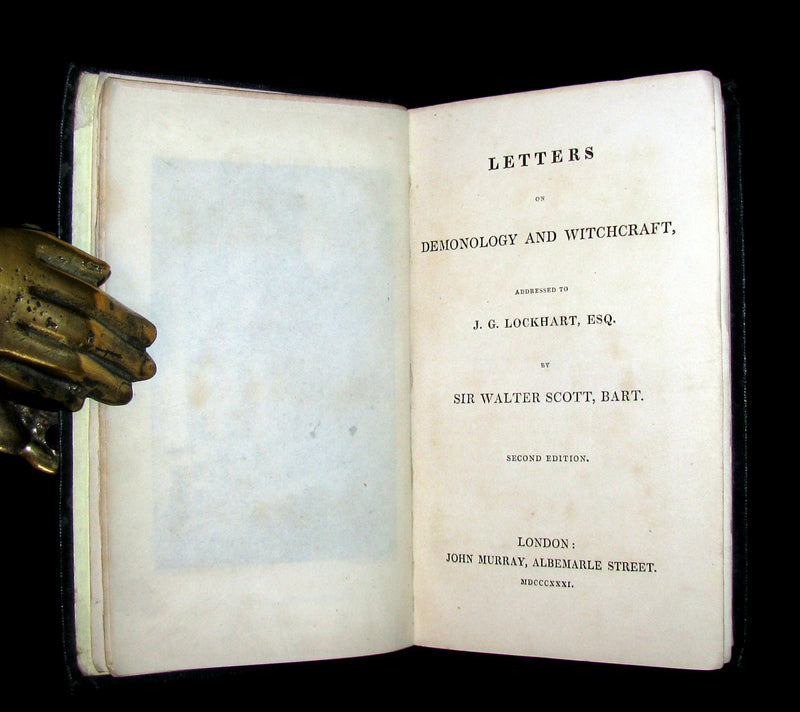 LETTERS
ON
DEMONOLOGY AND WITCHCRAFT,
ADDRESSED TO
J. G. LOCKHART, ESQ.
BY
SIR WALTER SCOTT, BART.
SECOND EDITION.
LONDON:
JOHN MURRAY, ALBEMARLE STREET.
MDCCCXXXI.